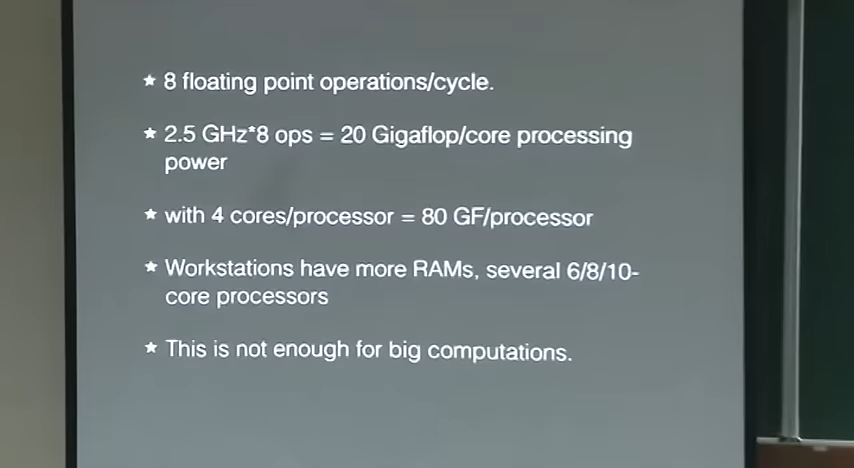 ★ 8 floating point operations/cycle.
★ 2.5 GHz*8 ops = 20 Gigaflop/core processing
power
★ with 4 cores/processor = 80 GF/processor
★ Workstations have more RAMs, several 6/8/10-
core processors
★ This is not enough for big computations.